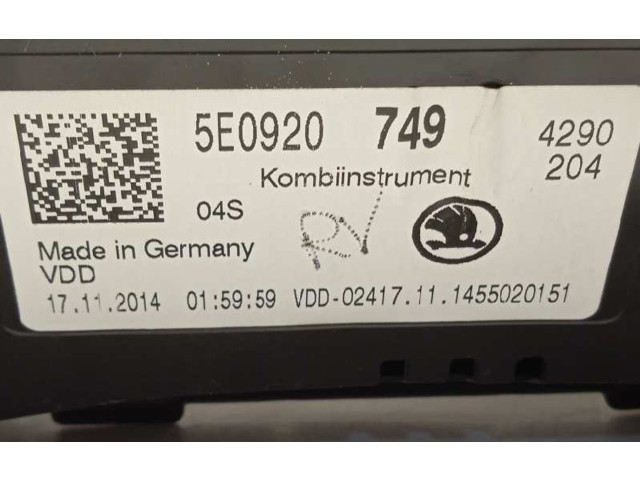 5E0920 749 4290
204
Kombiinstrument
04S
RV
Made in Germany
VDD
17.11.2014 01:59:59 VDD-02417.11.1455020151